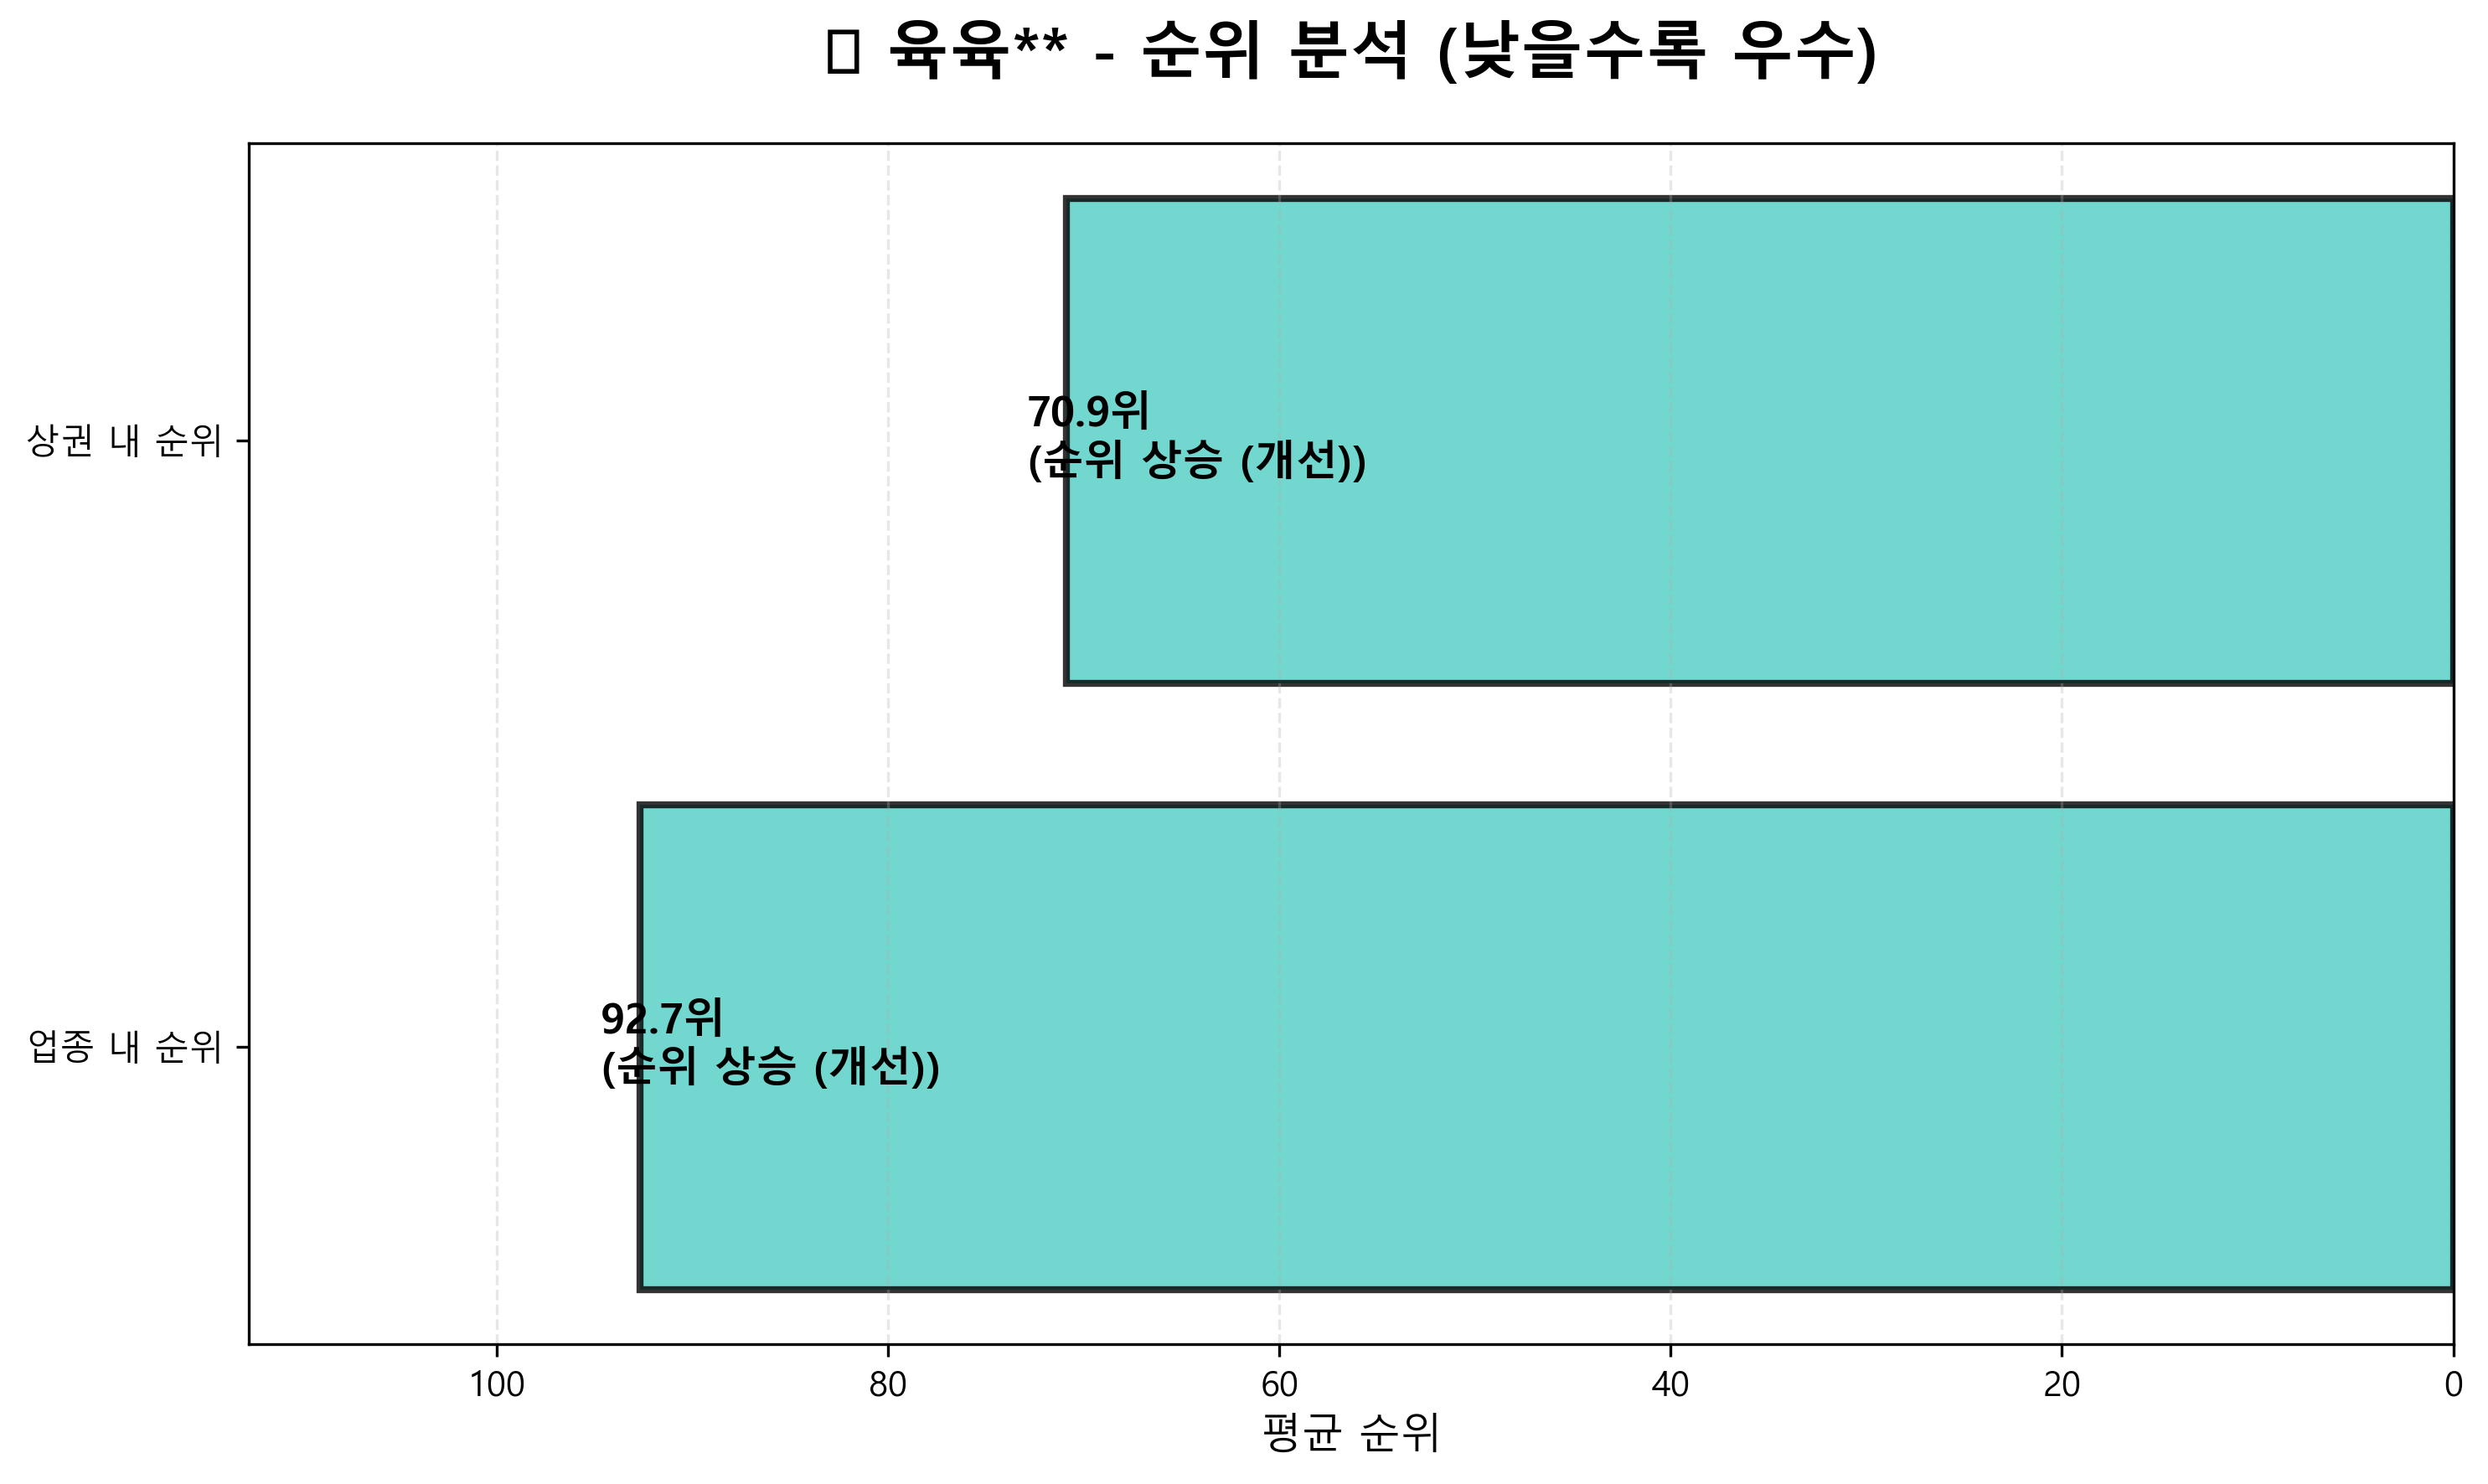 육육** - 순위 분석 (낮을수록 우수)
상권 내 순위
70.9위
(순위 상승 (개선))
업종 내 순위
92.7위
(순위 상승 (개선))
100 80 60 40 20 0
평균 순위